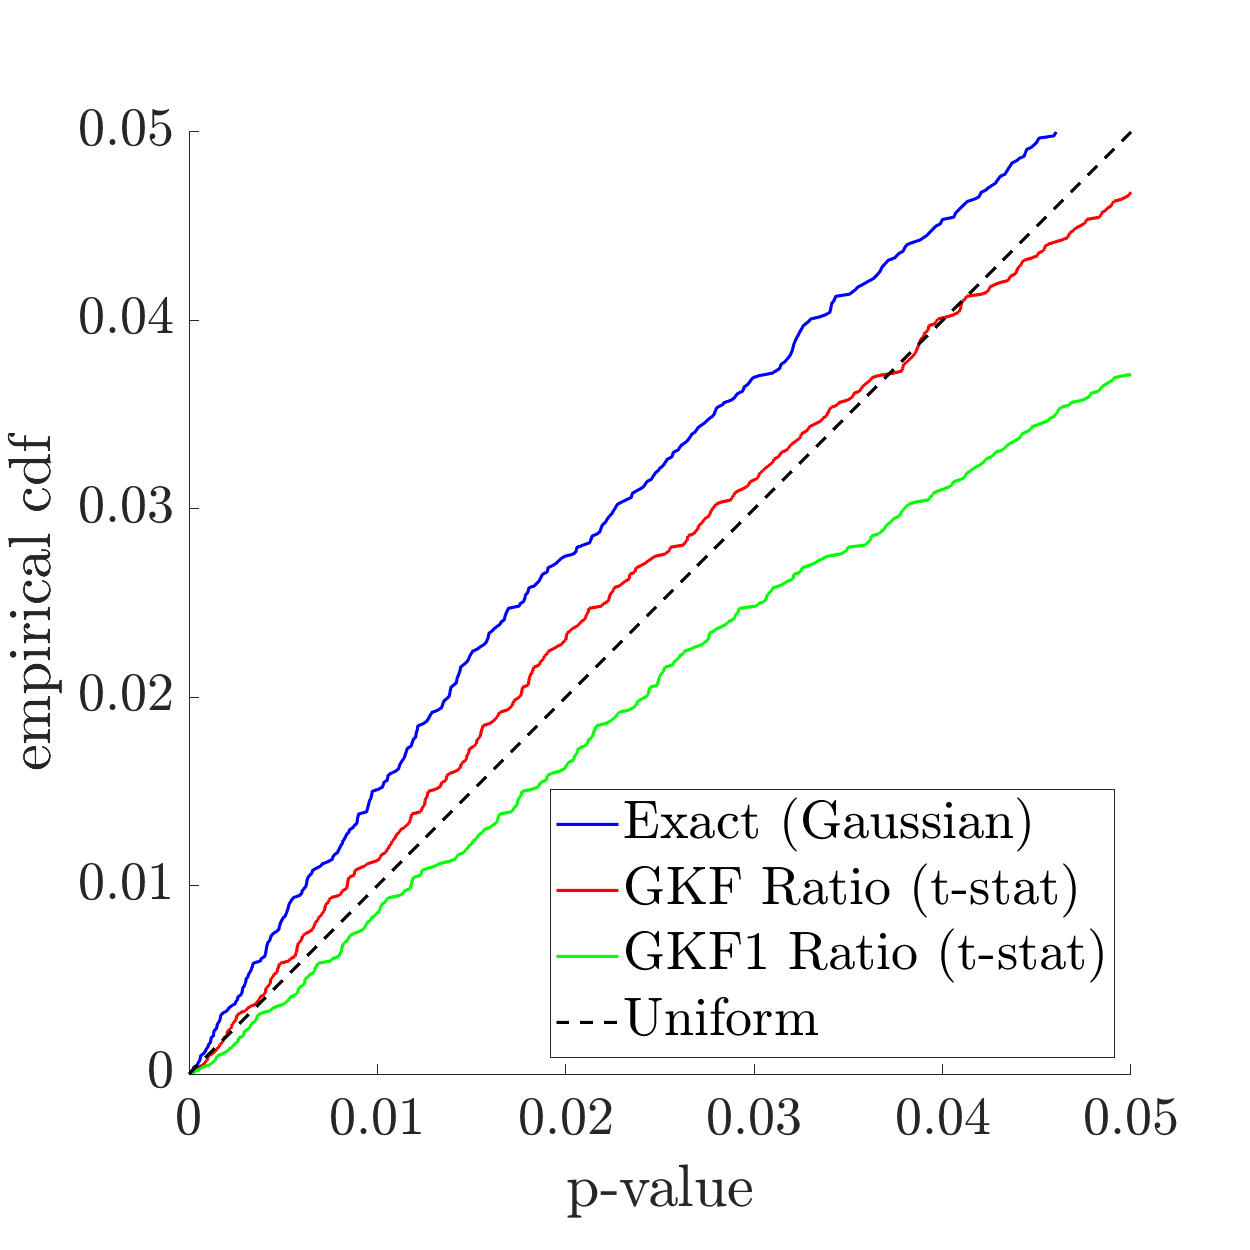 0.05
0.04
0.03
0.02
0.01
0
empirical cdf
0 0.01 0.02 0.03 0.04 0.05
p-value
Exact (Gaussian)
GKF Ratio (t-stat)
GKF1 Ratio (t-stat)
Uniform